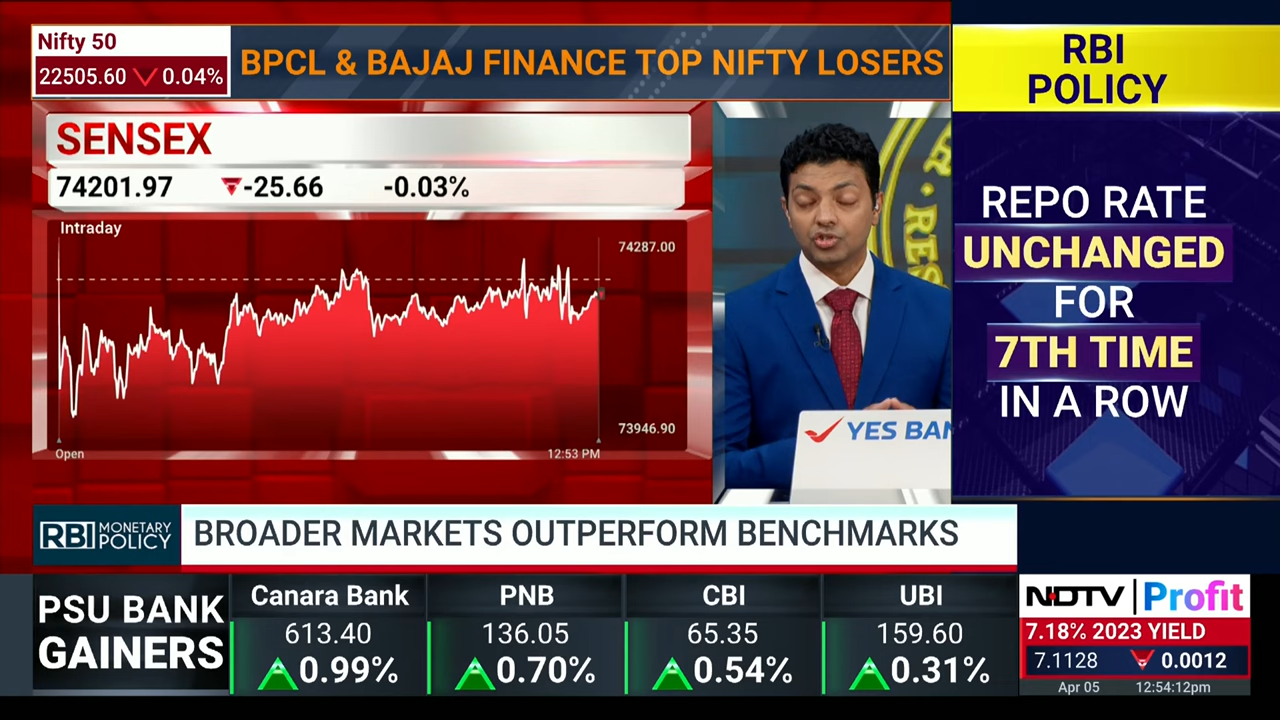 Nifty 50
22505.60 0.04%
BPCL & BAJAJ FINANCE TOP NIFTY LOSERS
RBI
POLICY
SENSEX
74201.97 -25.66 -0.03%
Intraday
74287.00
73946.90
Open
12:53 PM
YES BAN
REPO RATE
UNCHANGED
FOR
7TH TIME
IN A ROW
RBI MONETARY
POLICY
BROADER MARKETS OUTPERFORM BENCHMARKS
PSU BANK
GAINERS
Canara Bank
613.40
0.99%
PNB
136.05
0.70%
CBI
65.35
0.54%
UBI
159.60
0.31%
NDTV Profit
7.18% 2023 YIELD
7.1128 0.0012
Apr 05 12:54:12pm